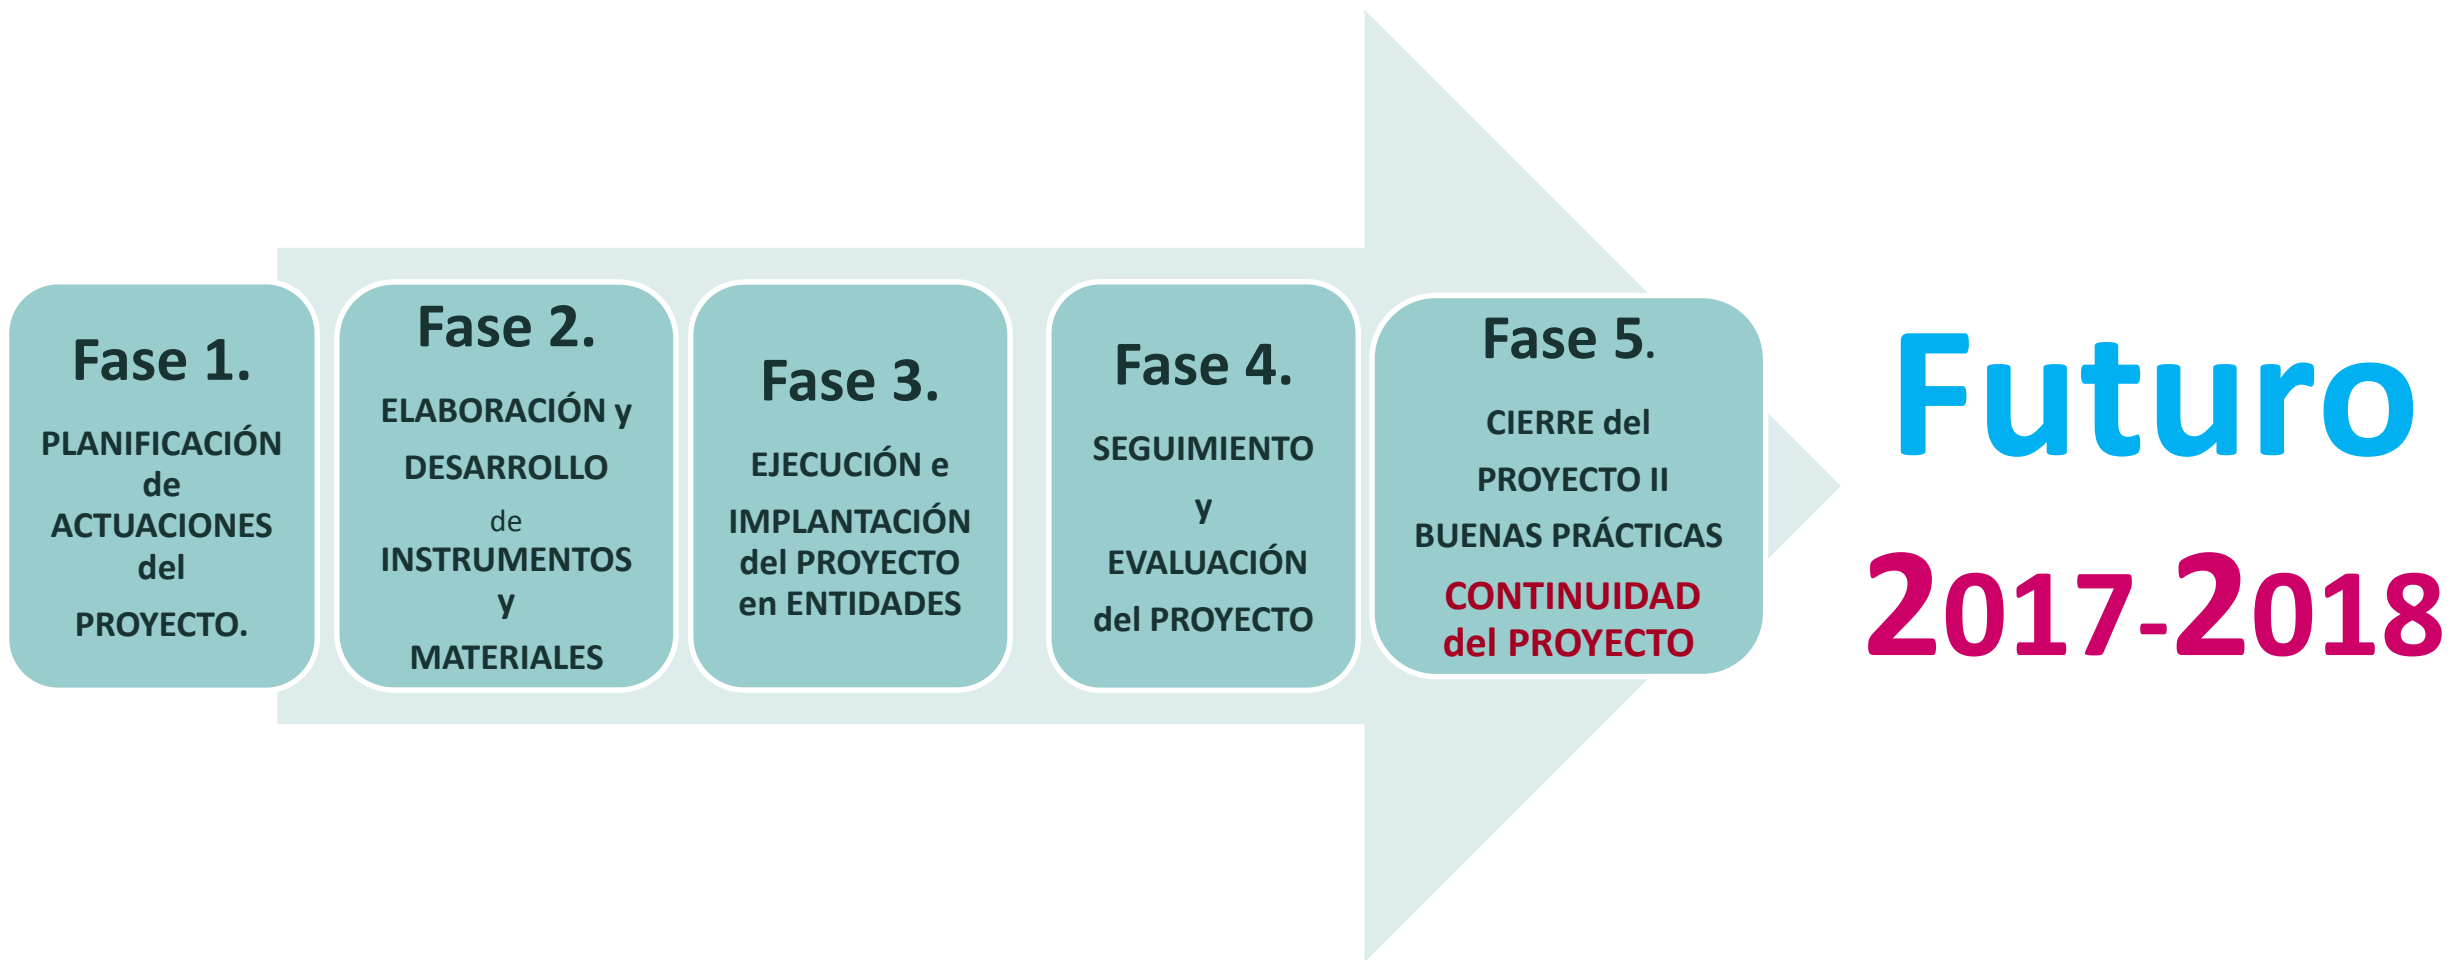 Fase 1.
PLANIFICACIÓN
de
ACTUACIONES
del
PROYECTO.
Fase 2.
ELABORACIÓN y
DESARROLLO
de
INSTRUMENTOS
y
MATERIALES
Fase 3.
EJECUCIÓN e
IMPLANTACIÓN
del PROYECTO
en ENTIDADES
Fase 4.
SEGUIMIENTO
y
EVALUACIÓN
del PROYECTO
Fase 5.
CIERRE del
PROYECTO II
BUENAS PRÁCTICAS
CONTINUIDAD
del PROYECTO
Futuro
2017-2018